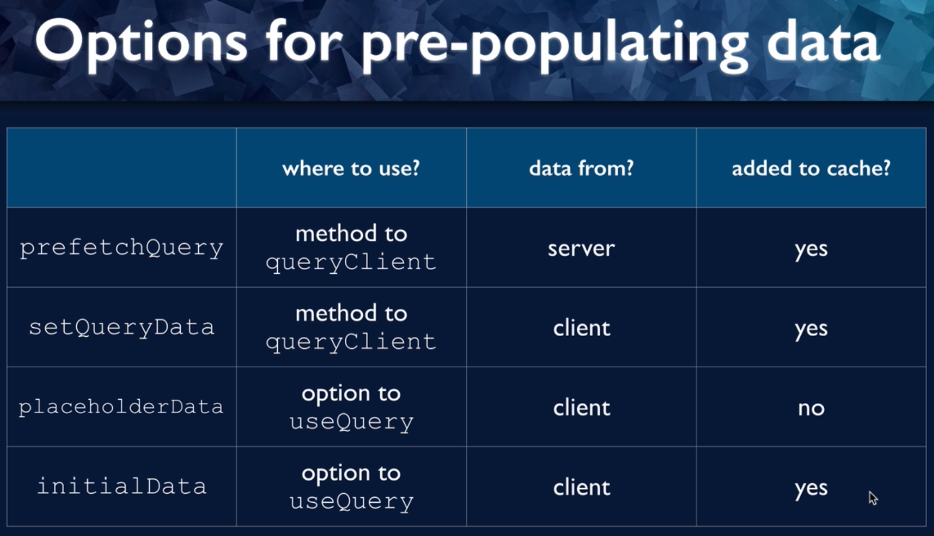 Options for pre-populating data
where to use?
data from?
added to cache?
prefetchQuery
method to
queryClient
server
yes
setQueryData
method to
queryClient
client
yes
placeholderData
option to
useQuery
client
no
initialData
option to
useQuery
client
yes